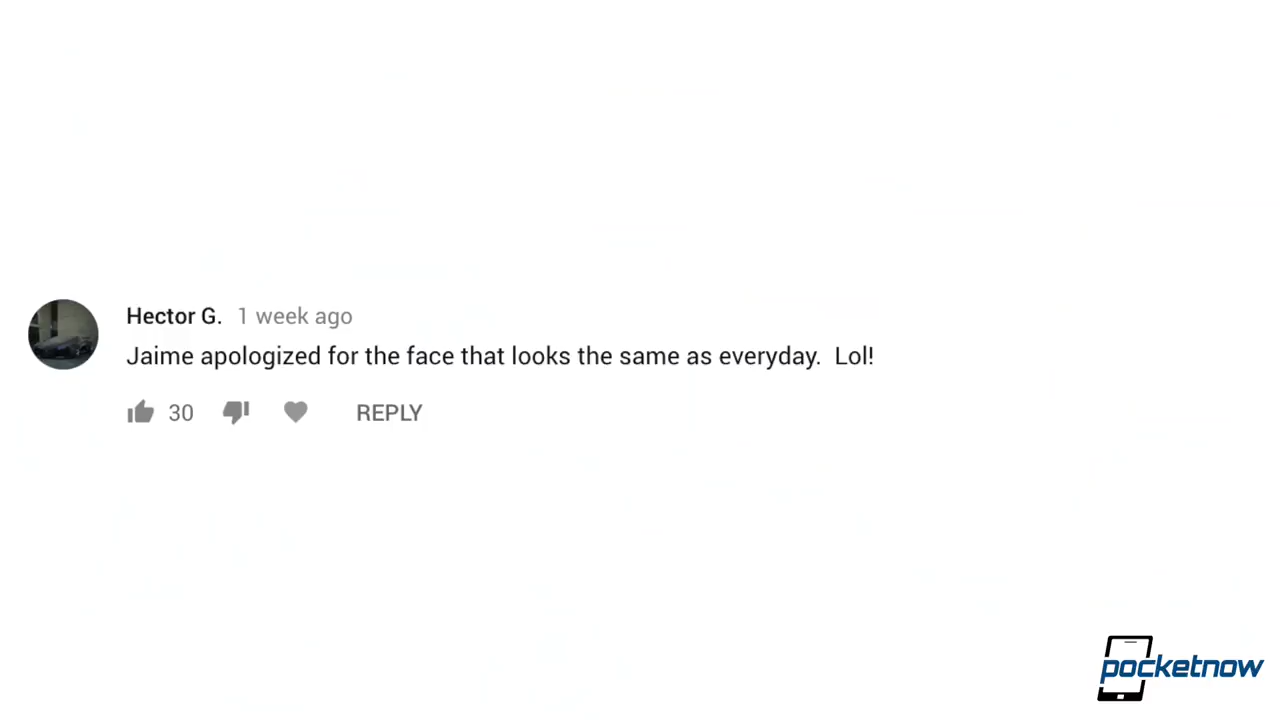 Hector G. 1 week ago
Jaime apologized for the face that looks the same as everyday.  Lol!
30 REPLY
pocketnow